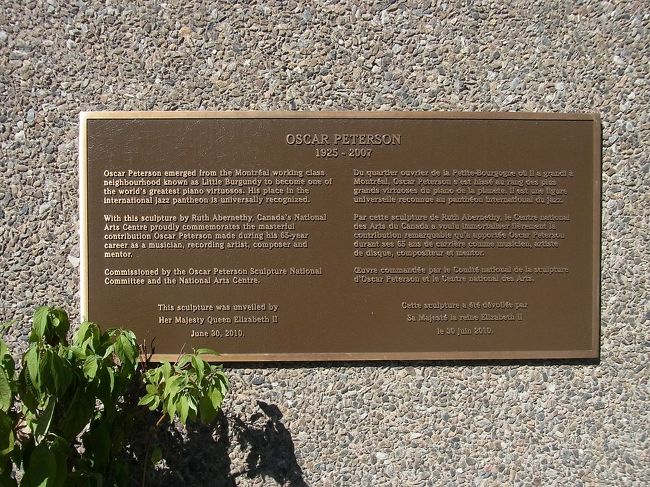 OSCAR PETERSON
1925 - 2007
Oscar Peterson emerged from the Montréal working class
neighbourhood known as Little Burgundy to become one of
the world's greatest piano virtuosos. His place in the
international jazz pantheon is universally recognized.
With this sculpture by Ruth Abernethy, Canada's National
Arts Centre proudly commemorates the masterful
contribution Oscar Peterson made during his 65-year
career as a musician, recording artist, composer and
mentor.
Commissioned by the Oscar Peterson Sculpture National
Committee and the National Arts Centre.
This sculpture was unveiled by
Her Majesty Queen Elizabeth II
June 30, 2010.
Du quartier ouvrier de la Petite-Bourgogne où il a grandi à
Montréal, Oscar Peterson s'est hissé au rang des plus
grands virtuoses du piano de la planète. Il est une figure
universelle reconnue au panthéon international du jazz.
Par cette sculpture de Ruth Abernethy, le Centre national
des Arts du Canada a voulu immortaliser fièrement la
contribution remarquable qu'a apportée Oscar Peterson
durant ses 65 ans de carrière comme musicien, artiste
de disque, compositeur et mentor.
Œuvre commandée par le Comité national de la sculpture
d'Oscar Peterson et le Centre national des Arts.
Cette sculpture a été dévoilée par
Sa Majesté la reine Elizabeth II
le 30 juin 2010.